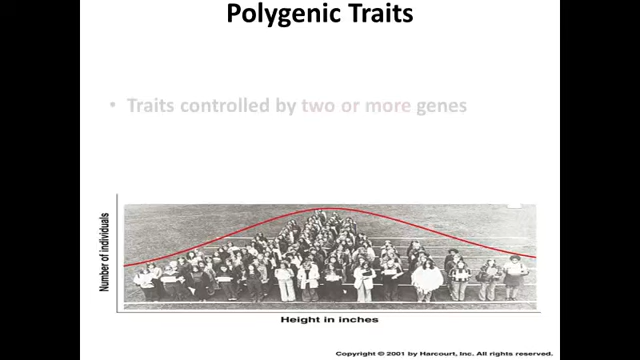 Polygenic Traits
• Traits controlled by two or more genes
Number of individuals
Height in inches
Copyright © 2001 by Harcourt, Inc. All rights reserved.